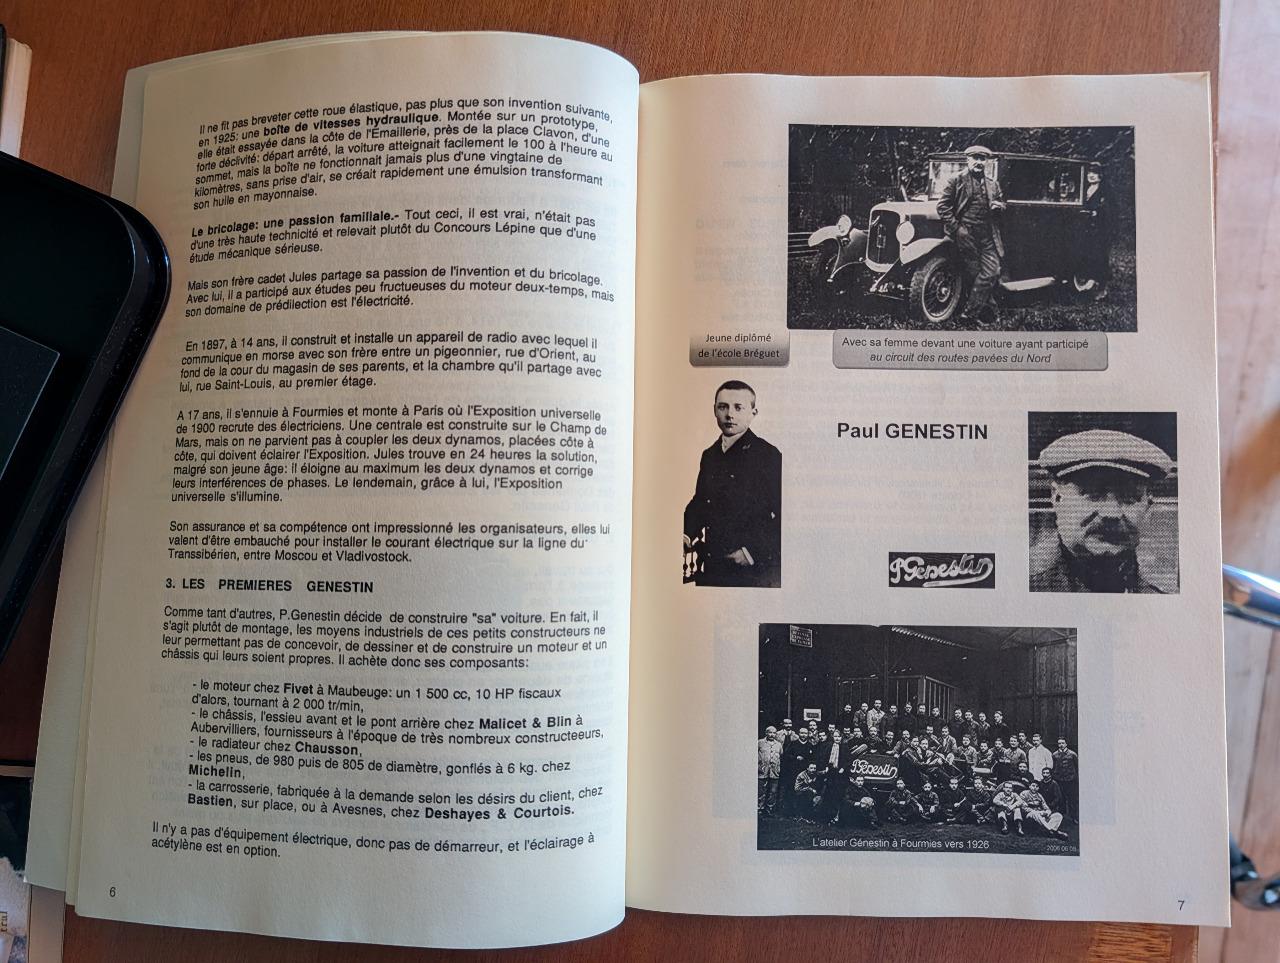 Il ne fit pas breveter cette roue élastique, pas plus que son invention suivante,
en 1925: une boîte de vitesses hydraulique. Montée sur un prototype,
elle était essayée dans la côte de l'Emaillerie, près de la place Clavon, d'une
forte déclivité: départ arrêté, la voiture atteignait facilement le 100 à l'heure au
sommet, mais la boîte ne fonctionnait jamais plus d'une vingtaine de
kilomètres, sans prise d'air, se créait rapidement une émulsion transformant
son huile en mayonnaise.
Le bricolage: une passion familiale.- Tout ceci, il est vrai, n'était pas
d'une très haute technicité et relevait plutôt du Concours Lépine que d'une
étude mécanique sérieuse.
Mais son frère cadet Jules partage sa passion de l'invention et du bricolage.
Avec lui, il a participé aux études peu fructueuses du moteur deux-temps, mais
son domaine de prédilection est l'électricité.
En 1897, à 14 ans, il construit et installe un appareil de radio avec lequel il
communique en morse avec son frère entre un pigeonnier, rue d'Orient, au
fond de la cour du magasin de ses parents, et la chambre qu'il partage avec
lui, rue Saint-Louis, au premier étage.
A 17 ans, il s'ennuie à Fourmies et monte à Paris où l'Exposition universelle
de 1900 recrute des électriciens. Une centrale est construite sur le Champ de
Mars, mais on ne parvient pas à coupler les deux dynamos, placées côte à
côte, qui doivent éclairer l'Exposition. Jules trouve en 24 heures la solution,
malgré son jeune âge: il éloigne au maximum les deux dynamos et corrige
leurs interférences de phases. Le lendemain, grâce à lui, l'Exposition
universelle s'illumine.
Son assurance et sa compétence ont impressionné les organisateurs, elles lui
valent d'être embauché pour installer le courant électrique sur la ligne du
Transsibérien, entre Moscou et Vladivostock.
3. LES PREMIERES GENESTIN
Comme tant d'autres, P.Genestin décide de construire "sa" voiture. En fait, il
s'agit plutôt de montage, les moyens industriels de ces petits constructeurs ne
leur permettant pas de concevoir, de dessiner et de construire un moteur et un
châssis qui leurs soient propres. Il achète donc ses composants:
- le moteur chez Fivet à Maubeuge: un 1 500 cc, 10 HP fiscaux
d'alors, tournant à 2 000 tr/min,
- le châssis, l'essieu avant et le pont arrière chez Malicet & Blin à
Aubervilliers, fournisseurs à l'époque de très nombreux constructeeurs,
- le radiateur chez Chausson,
- les pneus, de 980 puis de 805 de diamètre, gonflés à 6 kg. chez
Michelin,
- la carrosserie, fabriquée à la demande selon les désirs du client, chez
Bastien, sur place, ou à Avesnes, chez Deshayes & Courtois.
Il n'y a pas d'équipement électrique, donc pas de démarreur, et l'éclairage à
acétylène est en option.
6
Jeune diplômé
de l'école Bréguet
Avec sa femme devant une voiture ayant participé
au circuit des routes pavées du Nord
Paul GENESTIN
P.Genestin
P.Genestin
L'atelier Génestin à Fourmies vers 1926
2006 06 08
7